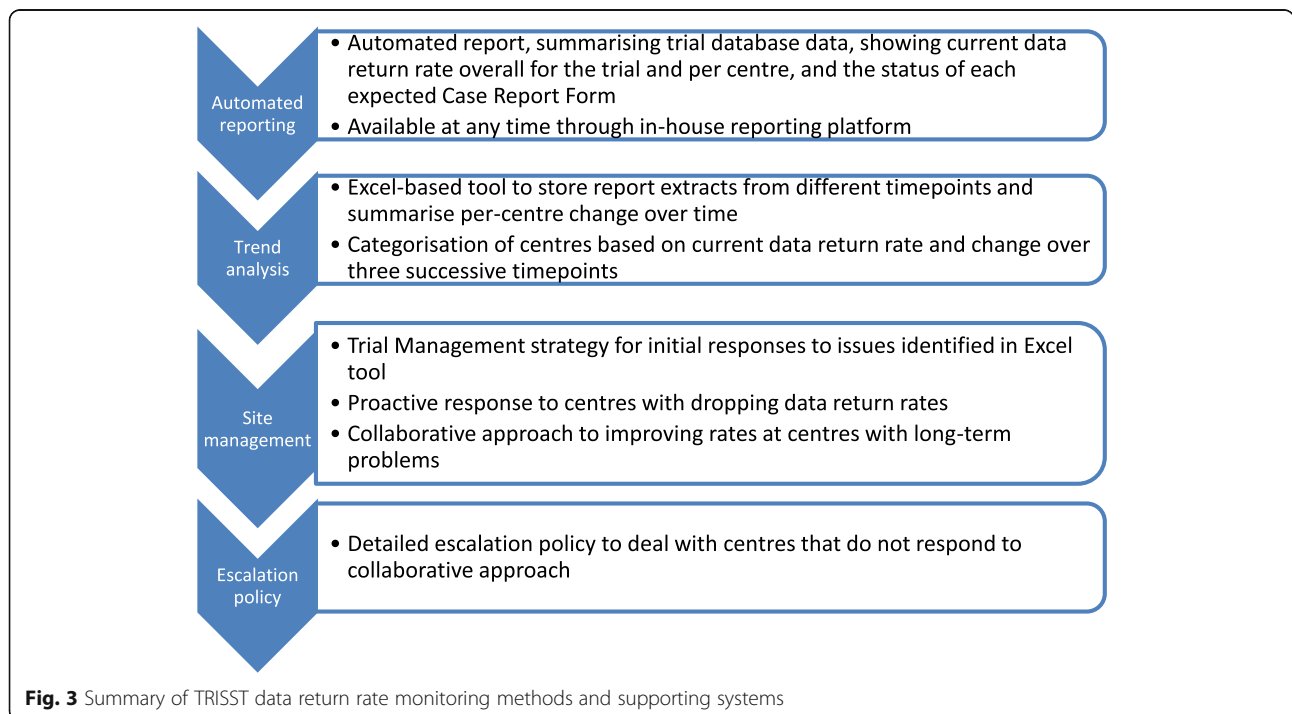 Automated
reporting
• Automated report, summarising trial database data, showing current data
return rate overall for the trial and per centre, and the status of each
expected Case Report Form
• Available at any time through in-house reporting platform
Trend
analysis
• Excel-based tool to store report extracts from different timepoints and
summarise per-centre change over time
• Categorisation of centres based on current data return rate and change over
three successive timepoints
Site
management
• Trial Management strategy for initial responses to issues identified in Excel
tool
• Proactive response to centres with dropping data return rates
• Collaborative approach to improving rates at centres with long-term
problems
Escalation
policy
• Detailed escalation policy to deal with centres that do not respond to
collaborative approach
Fig. 3 Summary of TRISST data return rate monitoring methods and supporting systems